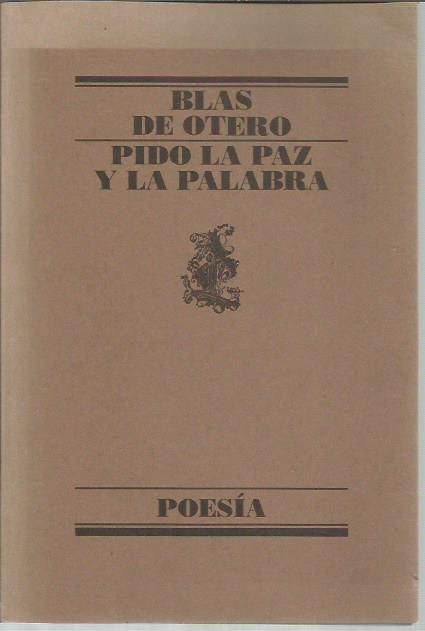 BLAS
DE OTERO
PIDO LA PAZ
Y LA PALABRA
POESÍA